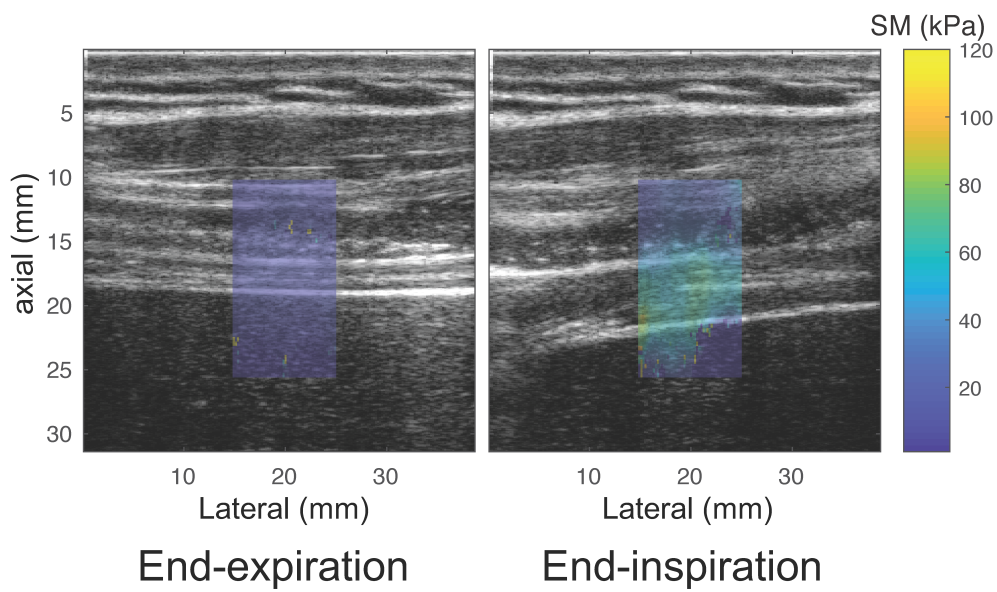 SM (kPa)
120
100
80
60
40
20
axial (mm)
5
10
15
20
25
30
10 20 30
10 20 30
Lateral (mm) Lateral (mm)
End-expiration End-inspiration